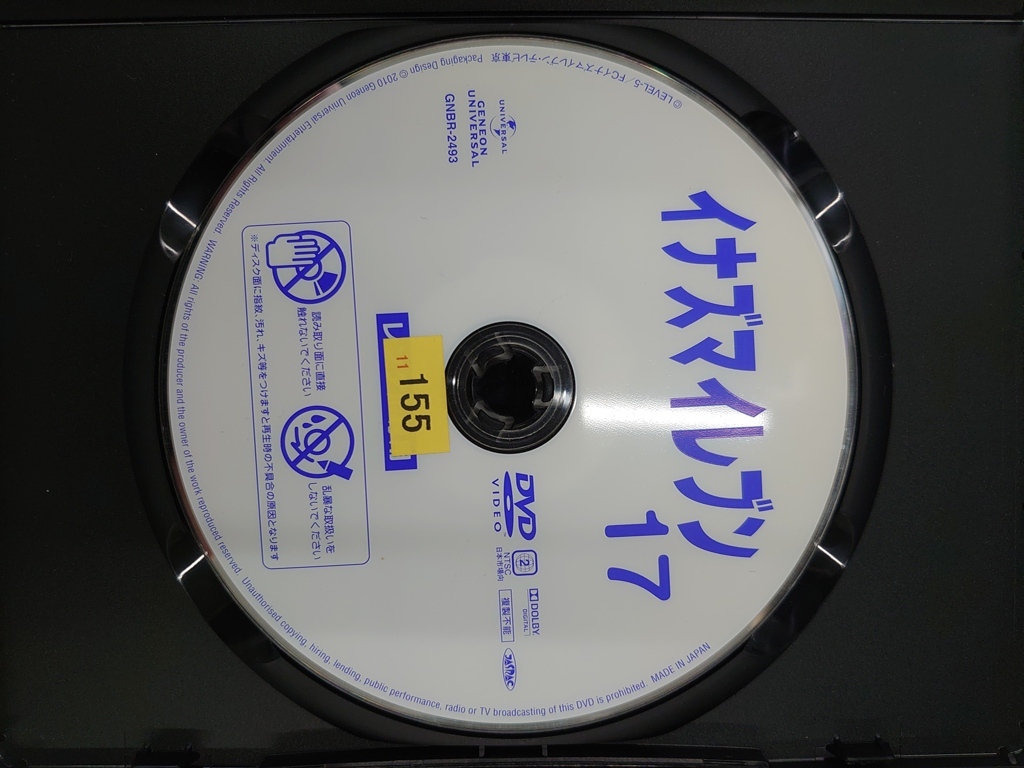 イナズマイレブン
17
UNIVERSAL
GENEON
UNIVERSAL
GNBR-2493
DVD
VIDEO
2
NTSC
日本市場向
DOLBY
DIGITAL
複製不能
JASRAC
11
155
読み取り面に直接
触れないでください
乱暴な取扱いを
しないでください
※ディスク面に指紋、汚れ、キズ等をつけますと再生時の不具合の原因となります
© LEVEL-5/FCイナズマイレブン・テレビ東京 Packaging Design © 2010 Geneon Universal Entertainment All Rights Reserved. WARNING: All rights of the producer and the owner of the work reproduced reserved. Unauthorised copying, hiring, lending, public performance, radio or TV broadcasting of this DVD is prohibited. MADE IN JAPAN